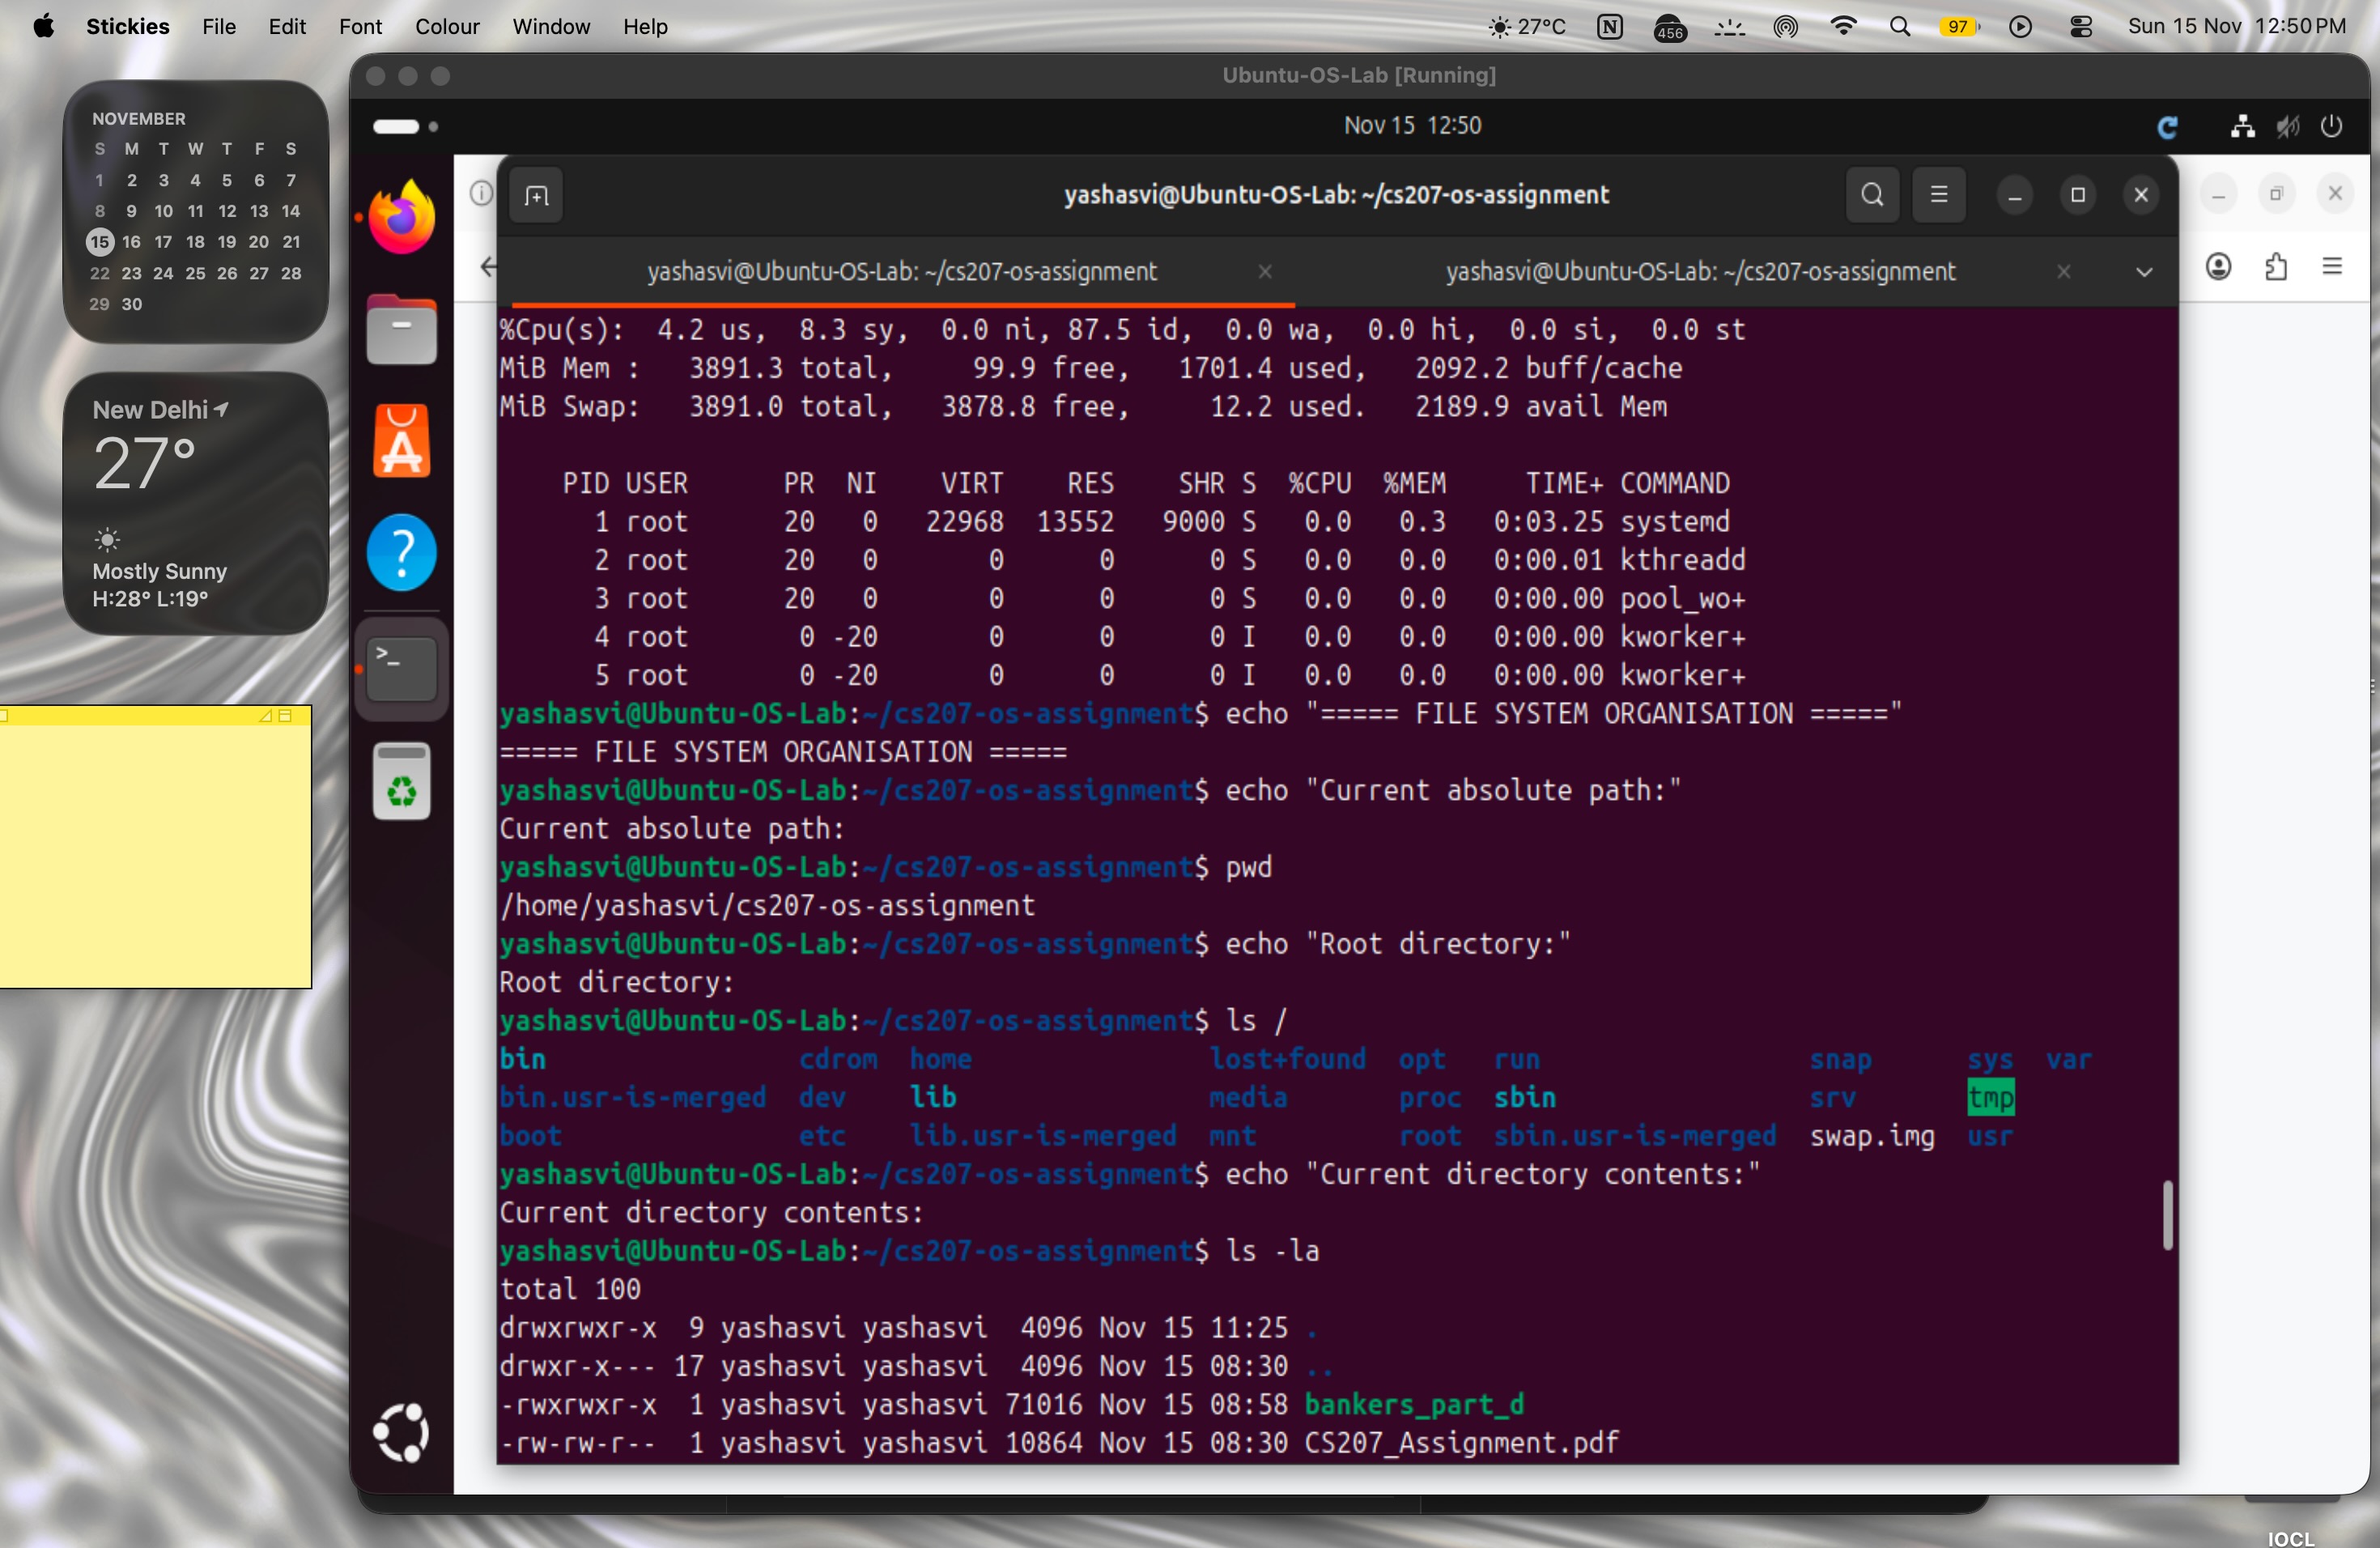 Stickies File Edit Font Colour Window Help
27°C 456 97 Sun 15 Nov 12:50 PM
NOVEMBER
S M T W T F S
1 2 3 4 5 6 7
8 9 10 11 12 13 14
15 16 17 18 19 20 21
22 23 24 25 26 27 28
29 30
New Delhi
27°
Mostly Sunny
H:28° L:19°
Ubuntu-OS-Lab [Running]
Nov 15 12:50
yashasvi@Ubuntu-OS-Lab: ~/cs207-os-assignment
yashasvi@Ubuntu-OS-Lab: ~/cs207-os-assignment
yashasvi@Ubuntu-OS-Lab: ~/cs207-os-assignment
%Cpu(s):  4.2 us,  8.3 sy,  0.0 ni, 87.5 id,  0.0 wa,  0.0 hi,  0.0 si,  0.0 st
MiB Mem :   3891.3 total,     99.9 free,   1701.4 used,   2092.2 buff/cache
MiB Swap:   3891.0 total,   3878.8 free,     12.2 used.   2189.9 avail Mem
PID USER      PR  NI    VIRT    RES    SHR S  %CPU  %MEM     TIME+ COMMAND
1 root      20   0   22968  13552   9000 S   0.0   0.3   0:03.25 systemd
2 root      20   0       0      0      0 S   0.0   0.0   0:00.01 kthreadd
3 root      20   0       0      0      0 S   0.0   0.0   0:00.00 pool_wo+
4 root       0 -20       0      0      0 I   0.0   0.0   0:00.00 kworker+
5 root       0 -20       0      0      0 I   0.0   0.0   0:00.00 kworker+
yashasvi@Ubuntu-OS-Lab:~/cs207-os-assignment$ echo "===== FILE SYSTEM ORGANISATION ====="
===== FILE SYSTEM ORGANISATION =====
yashasvi@Ubuntu-OS-Lab:~/cs207-os-assignment$ echo "Current absolute path:"
Current absolute path:
yashasvi@Ubuntu-OS-Lab:~/cs207-os-assignment$ pwd
/home/yashasvi/cs207-os-assignment
yashasvi@Ubuntu-OS-Lab:~/cs207-os-assignment$ echo "Root directory:"
Root directory:
yashasvi@Ubuntu-OS-Lab:~/cs207-os-assignment$ ls /
bin                cdrom  home               lost+found  opt   run                snap      sys  var
bin.usr-is-merged  dev    lib                media       proc  sbin               srv       tmp
boot               etc    lib.usr-is-merged  mnt         root  sbin.usr-is-merged  swap.img  usr
yashasvi@Ubuntu-OS-Lab:~/cs207-os-assignment$ echo "Current directory contents:"
Current directory contents:
yashasvi@Ubuntu-OS-Lab:~/cs207-os-assignment$ ls -la
total 100
drwxrwxr-x  9 yashasvi yashasvi  4096 Nov 15 11:25 .
drwxr-x--- 17 yashasvi yashasvi  4096 Nov 15 08:30 ..
-rwxrwxr-x  1 yashasvi yashasvi 71016 Nov 15 08:58 bankers_part_d
-rw-rw-r--  1 yashasvi yashasvi 10864 Nov 15 08:30 CS207_Assignment.pdf
IOCL